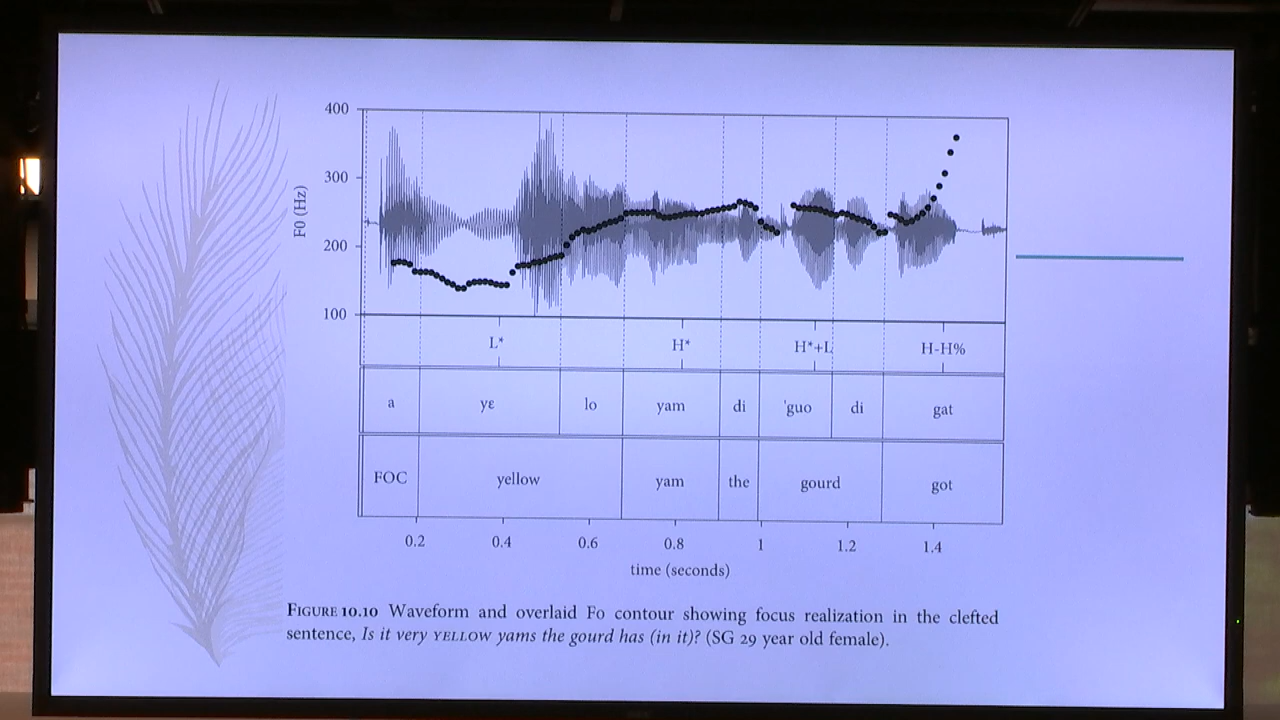 400
300
200
100
F0 (Hz)
L* H* H*+L H-H%
a yɛ lo yam di 'guo di gat
FOC yellow yam the gourd got
0.2 0.4 0.6 0.8 1 1.2 1.4
time (seconds)
FIGURE 10.10 Waveform and overlaid Fo contour showing focus realization in the clefted
sentence, Is it very YELLOW yams the gourd has (in it)? (SG 29 year old female).